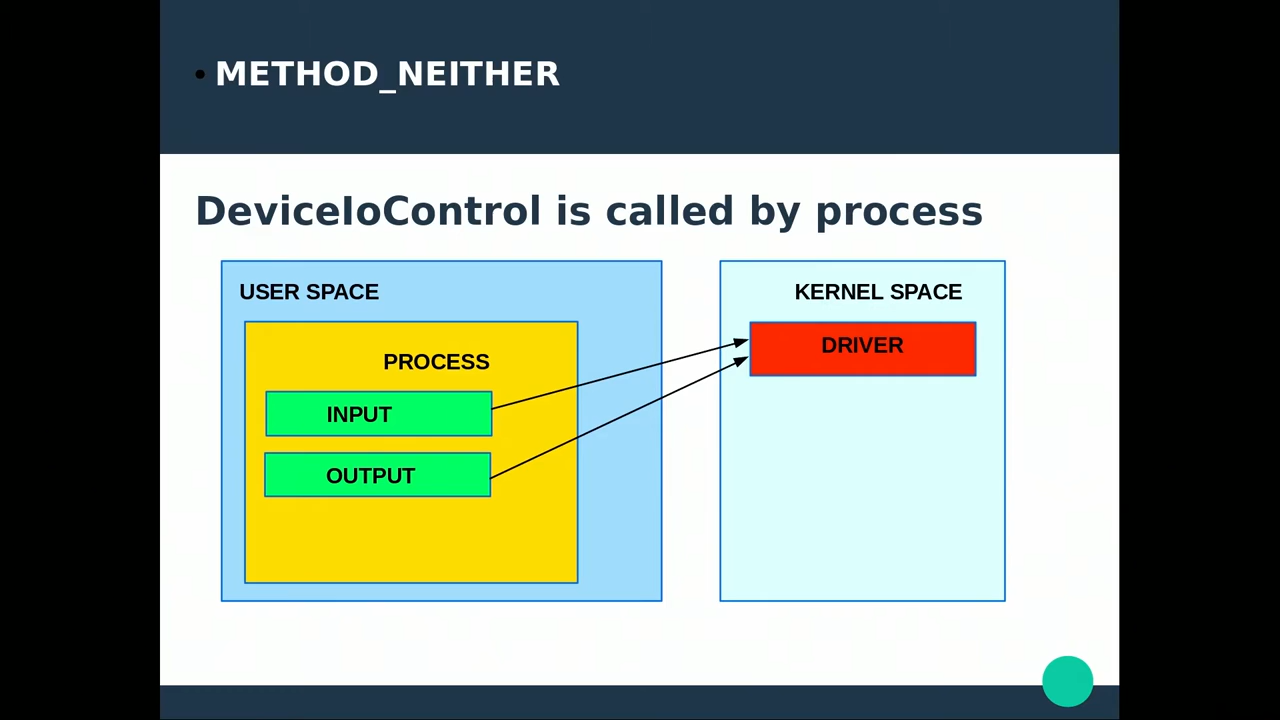 • METHOD_NEITHER
DeviceIoControl is called by process
USER SPACE
KERNEL SPACE
PROCESS
DRIVER
INPUT
OUTPUT